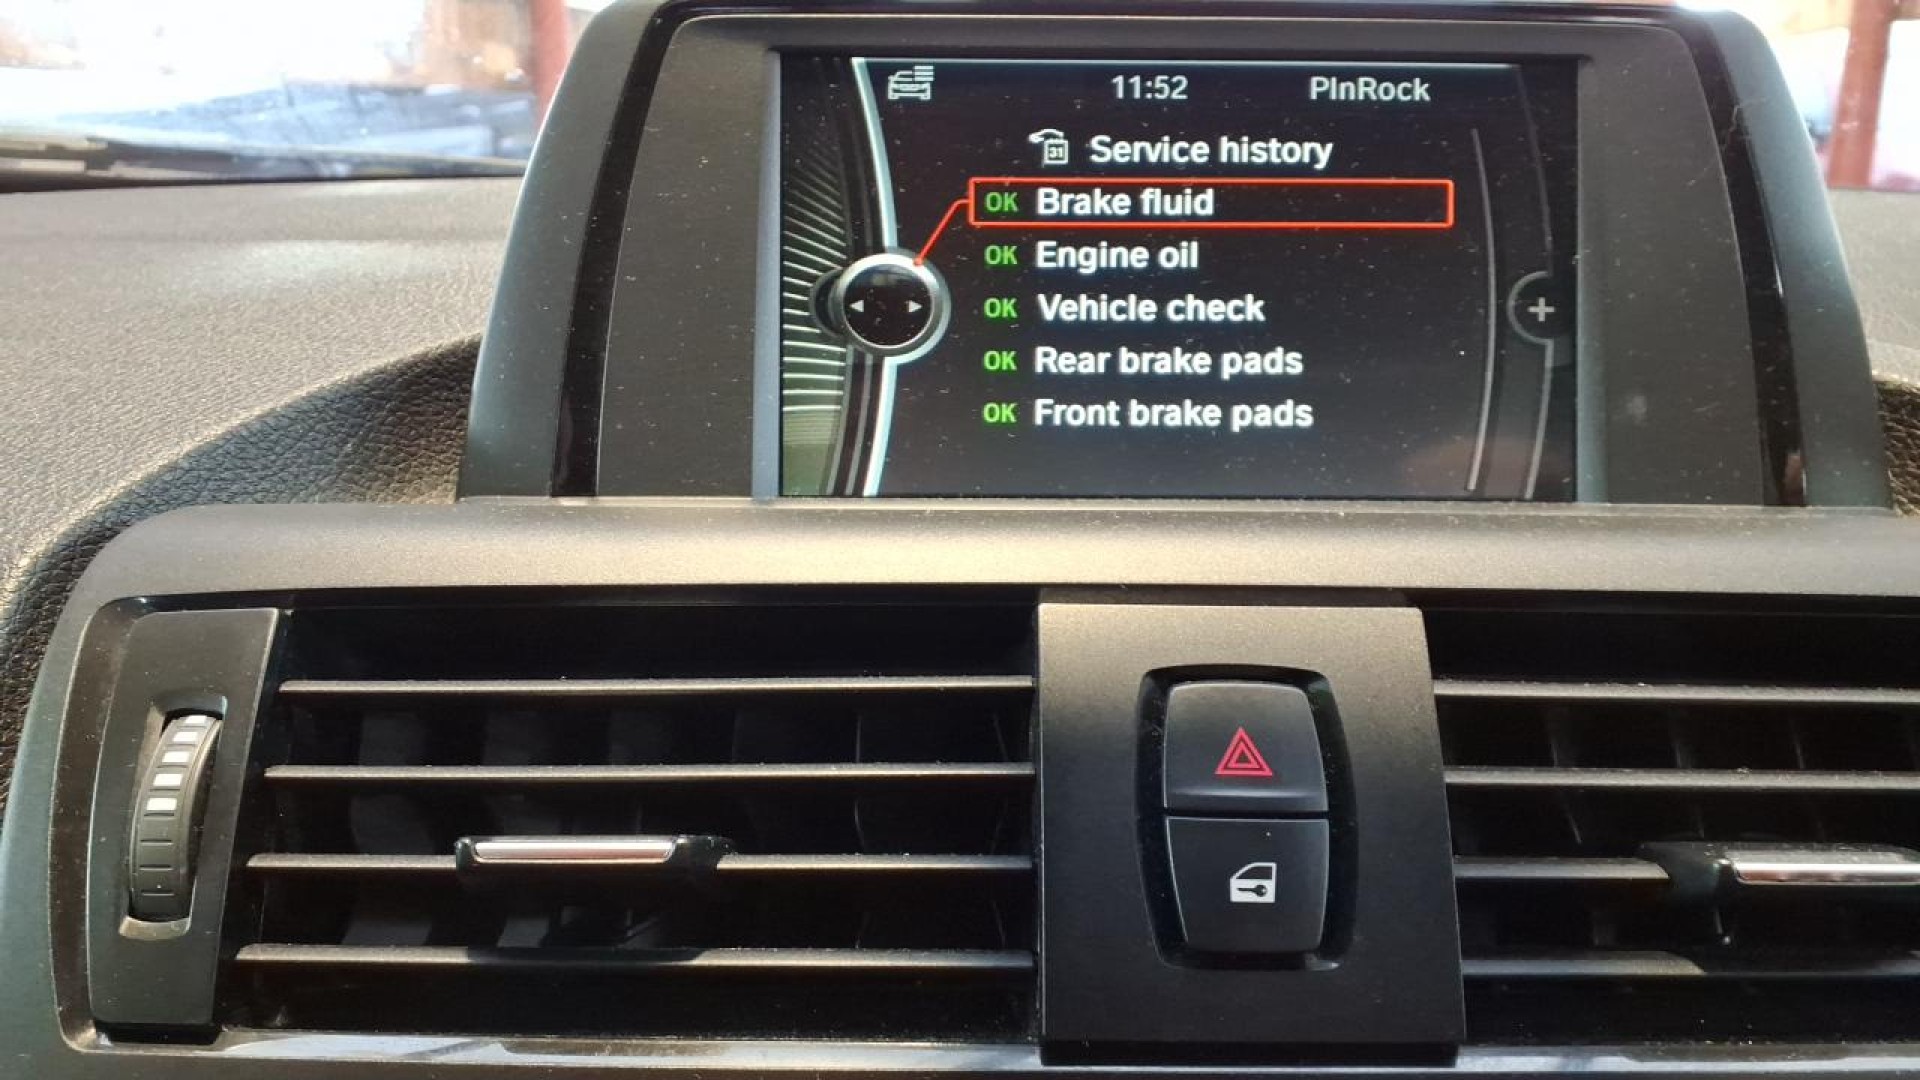 11:52 PlnRock
31 Service history
OK Brake fluid
OK Engine oil
OK Vehicle check
OK Rear brake pads
OK Front brake pads